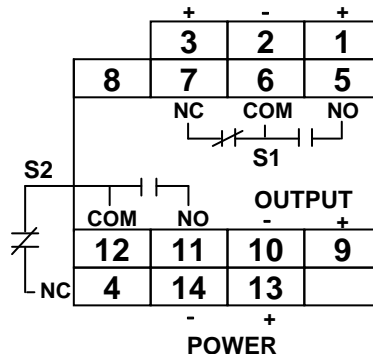 + - +
3 2 1
8 7 6 5
NC COM NO
S1
S2
OUTPUT
COM NO - +
12 11 10 9
NC 4 14 13
- +
POWER